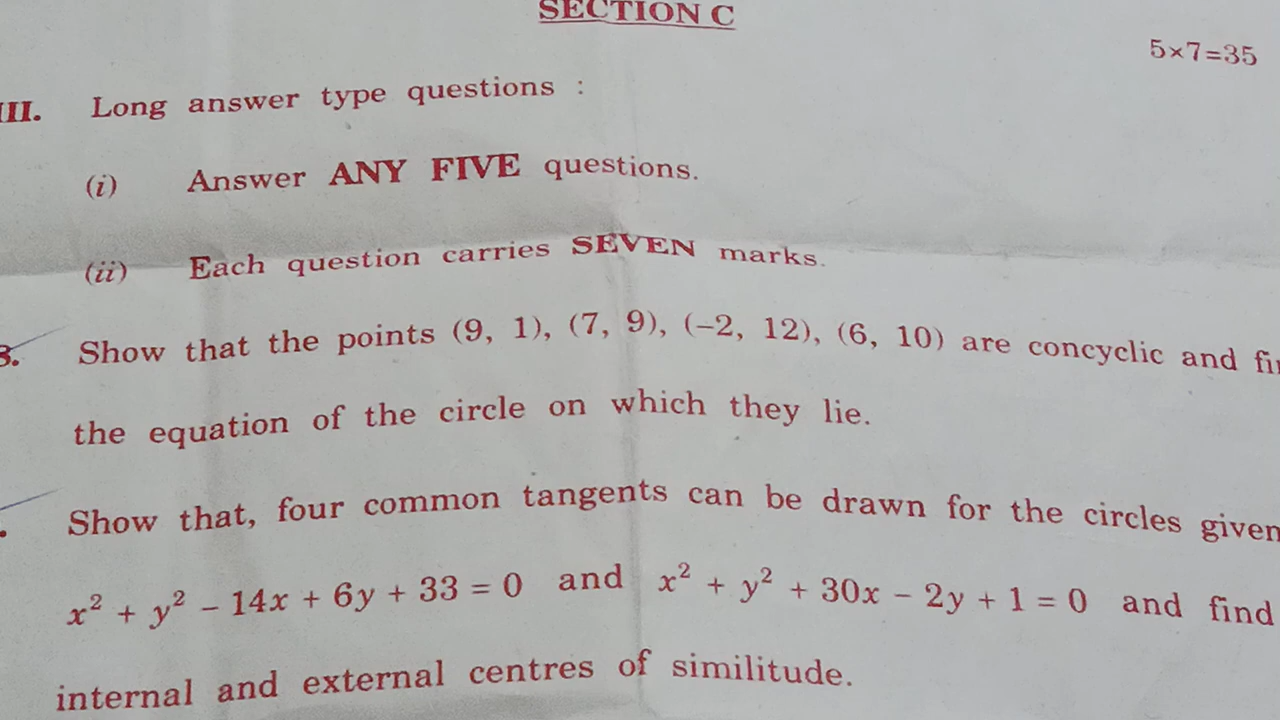 SECTION C
5×7=35
III. Long answer type questions :
(i) Answer ANY FIVE questions.
(ii) Each question carries SEVEN marks.
Show that the points (9, 1), (7, 9), (–2, 12), (6, 10) are concyclic and
the equation of the circle on which they lie.
Show that, four common tangents can be drawn for the circles given
x² + y² – 14x + 6y + 33 = 0 and x² + y² + 30x – 2y + 1 = 0 and find
internal and external centres of similitude.